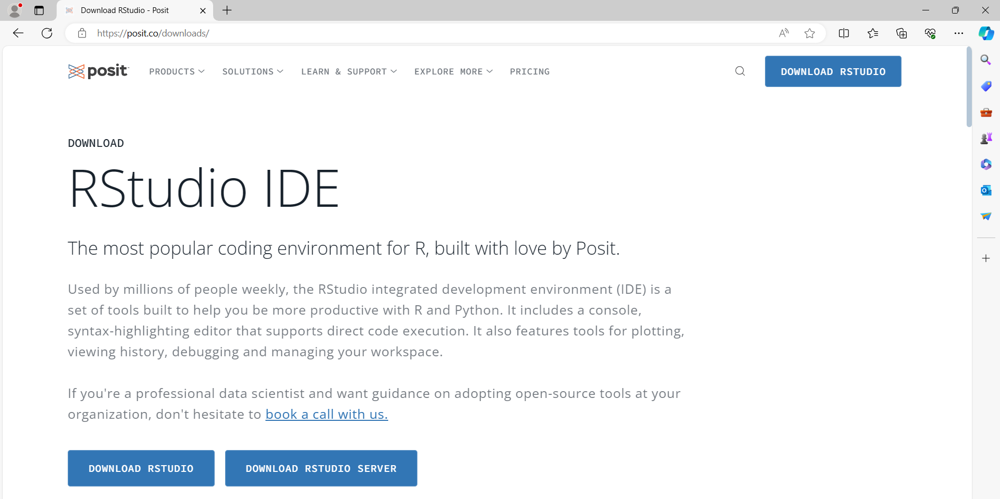 Download RStudio - Posit
https://posit.co/downloads/
posit
PRODUCTS
SOLUTIONS
LEARN & SUPPORT
EXPLORE MORE
PRICING
DOWNLOAD RSTUDIO
DOWNLOAD
RStudio IDE
The most popular coding environment for R, built with love by Posit.
Used by millions of people weekly, the RStudio integrated development environment (IDE) is a
set of tools built to help you be more productive with R and Python. It includes a console,
syntax-highlighting editor that supports direct code execution. It also features tools for plotting,
viewing history, debugging and managing your workspace.
If you're a professional data scientist and want guidance on adopting open-source tools at your
organization, don't hesitate to book a call with us.
DOWNLOAD RSTUDIO
DOWNLOAD RSTUDIO SERVER